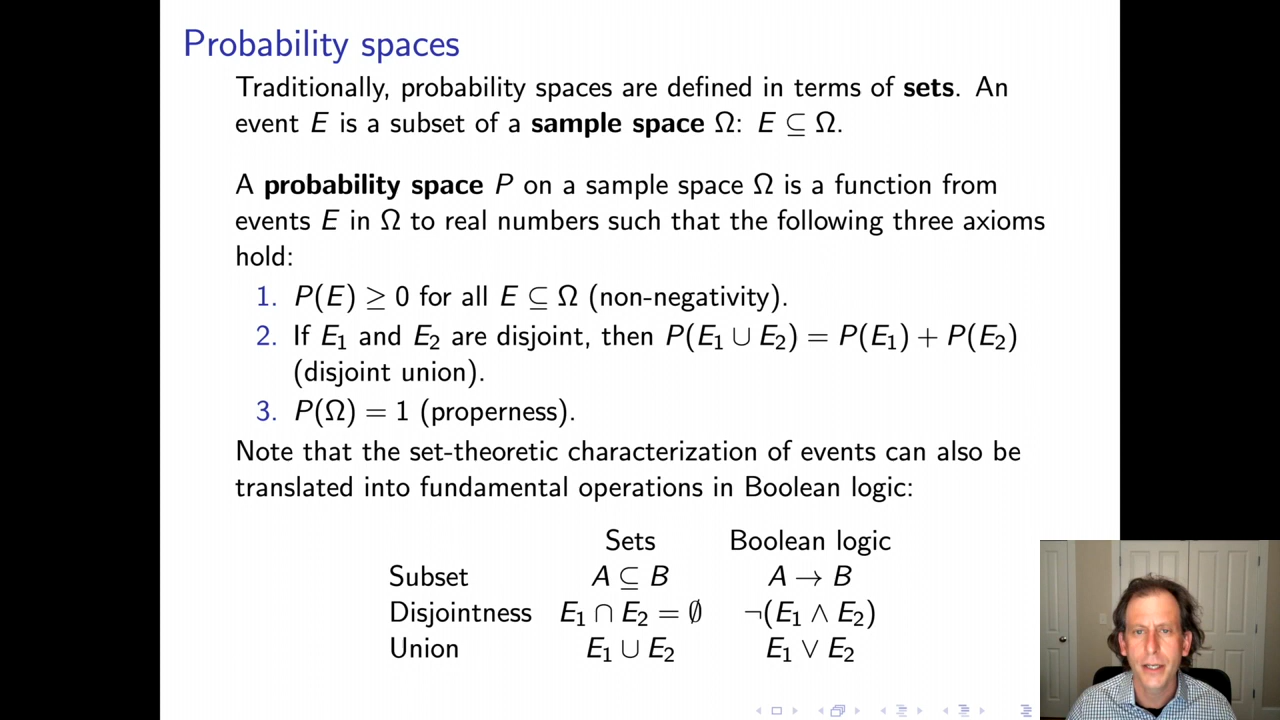 Probability spaces
Traditionally, probability spaces are defined in terms of sets. An
event E is a subset of a sample space Ω: E ⊆ Ω.
A probability space P on a sample space Ω is a function from
events E in Ω to real numbers such that the following three axioms
hold:
1. P(E) ≥ 0 for all E ⊆ Ω (non-negativity).
2. If E₁ and E₂ are disjoint, then P(E₁ ∪ E₂) = P(E₁) + P(E₂)
(disjoint union).
3. P(Ω) = 1 (properness).
Note that the set-theoretic characterization of events can also be
translated into fundamental operations in Boolean logic:
Sets Boolean logic
Subset A ⊆ B A → B
Disjointness E₁ ∩ E₂ = ∅ ¬(E₁ ∧ E₂)
Union E₁ ∪ E₂ E₁ ∨ E₂